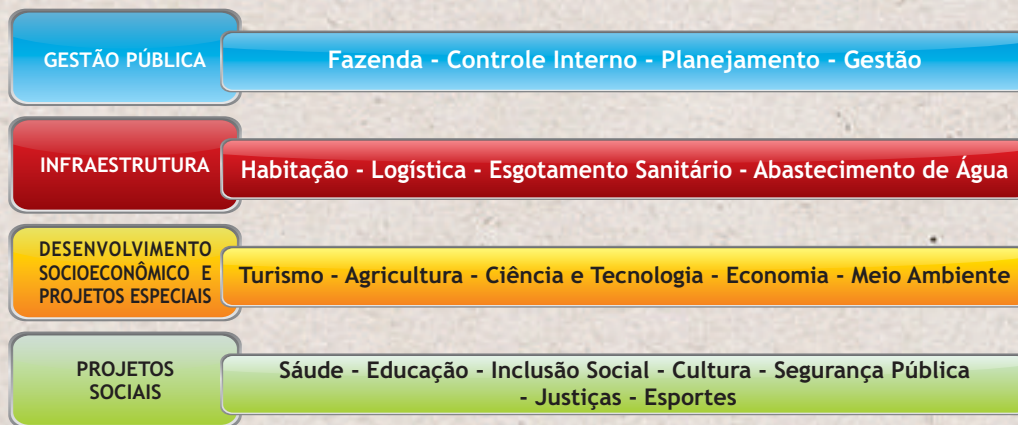 GESTÃO PÚBLICA
Fazenda - Controle Interno - Planejamento - Gestão
INFRAESTRUTURA
Habitação - Logística - Esgotamento Sanitário - Abastecimento de Água
DESENVOLVIMENTO
SOCIOECONÔMICO E
PROJETOS ESPECIAIS
Turismo - Agricultura - Ciência e Tecnologia - Economia - Meio Ambiente
PROJETOS
SOCIAIS
Sáude - Educação - Inclusão Social - Cultura - Segurança Pública
- Justiças - Esportes